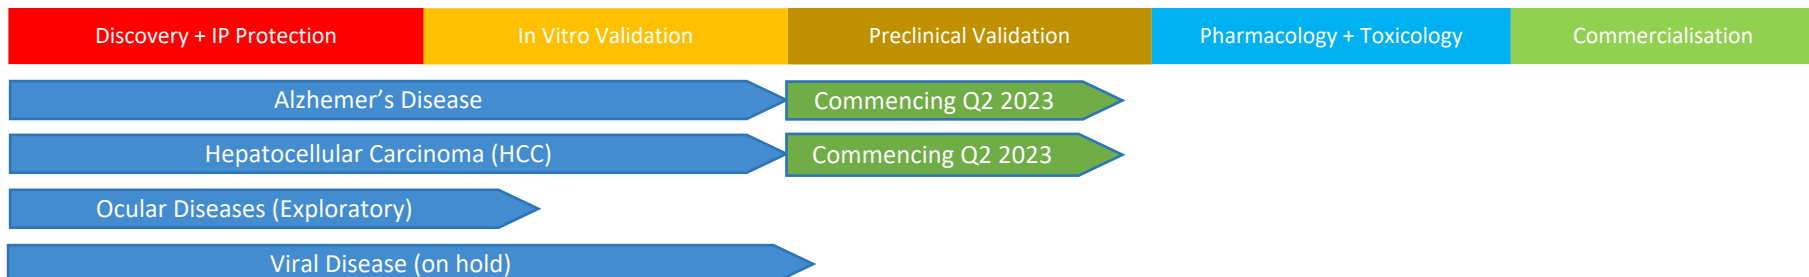 Discovery + IP Protection
In Vitro Validation
Preclinical Validation
Pharmacology + Toxicology
Commercialisation
Alzhemer’s Disease
Commencing Q2 2023
Hepatocellular Carcinoma (HCC)
Commencing Q2 2023
Ocular Diseases (Exploratory)
Viral Disease (on hold)